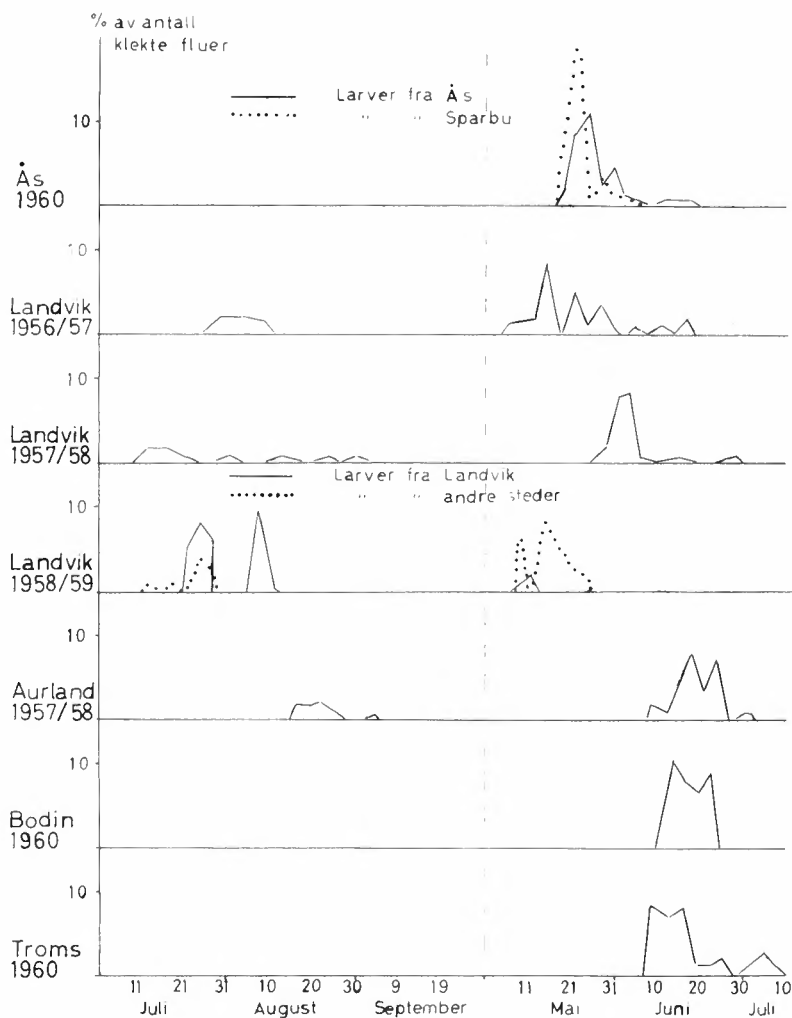 % av antall
klekte fluer
Larver fra Ås
" " Sparbu
10
Ås
1960
10
Landvik
1956/57
10
Landvik
1957/58
Larver fra Landvik
" " andre steder
10
Landvik
1958/59
10
Aurland
1957/58
10
Bodin
1960
10
Troms
1960
11 21 31 10 20 30 9 19 11 21 31 10 20 30 10
Juli August September Mai Juni Juli